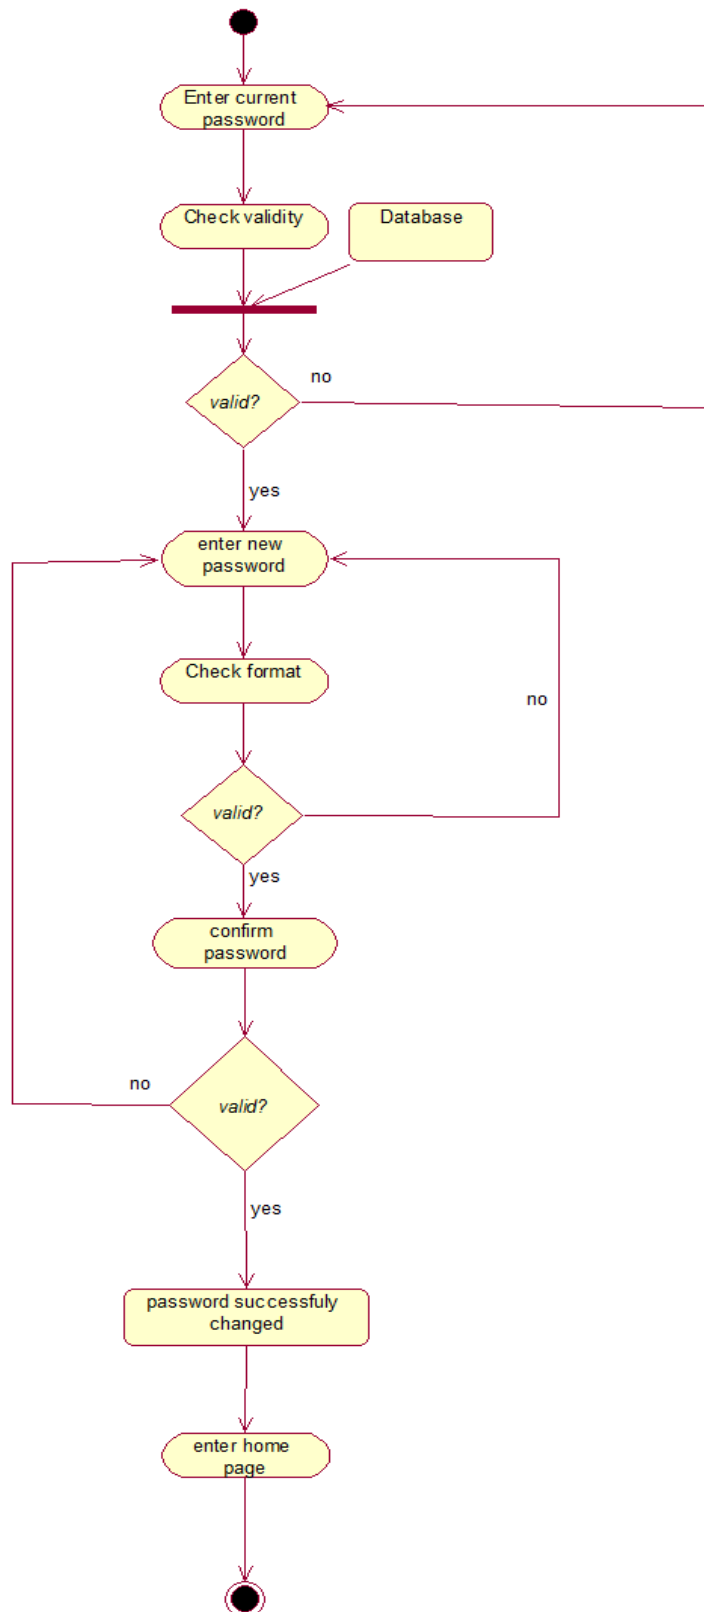 Enter current
password
Check validity
Database
no
valid?
yes
enter new
password
Check format
no
valid?
yes
confirm
password
no
valid?
yes
password successfuly
changed
enter home
page